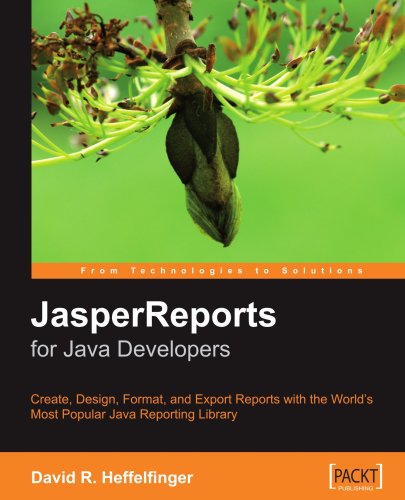 From Technologies to Solutions
JasperReports
for Java Developers
Create, Design, Format, and Export Reports with the World's
Most Popular Java Reporting Library
David R. Heffelfinger
PACKT
PUBLISHING